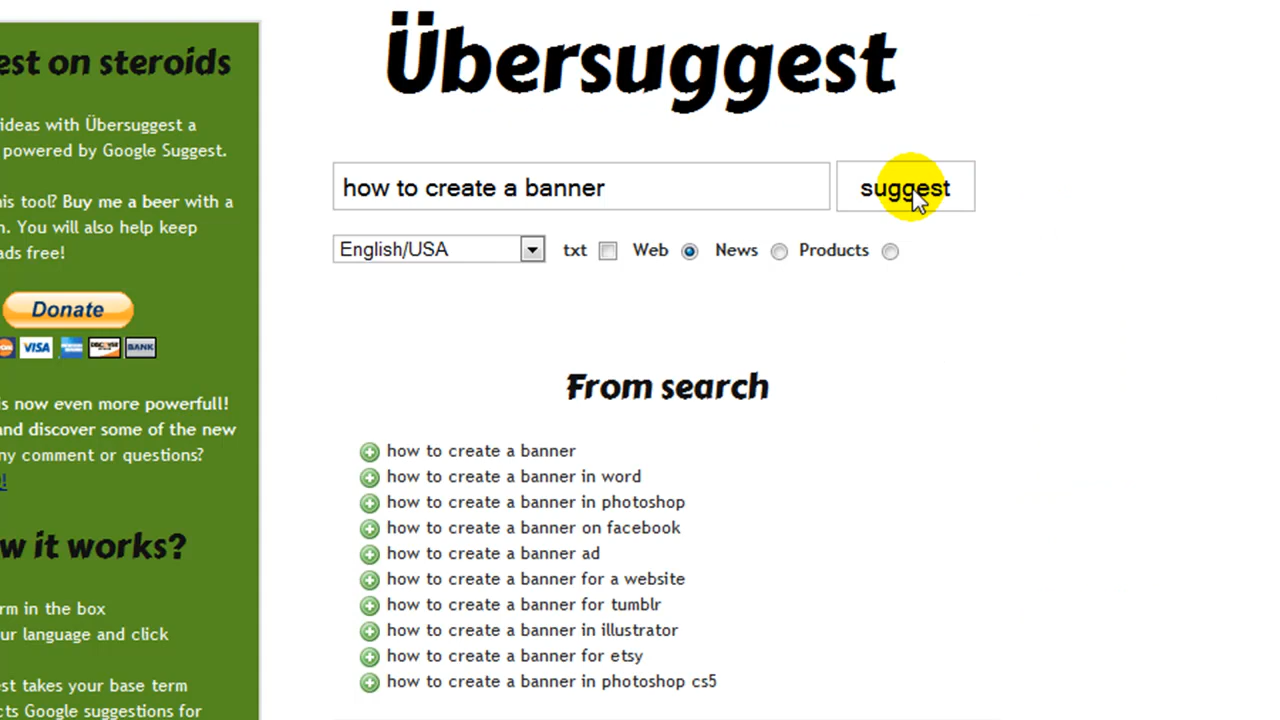 est on steroids
ideas with Übersuggest a
powered by Google Suggest.
his tool? Buy me a beer with a
n. You will also help keep
ads free!
Donate
VISA
DISCOVER
BANK
is now even more powerfull!
and discover some of the new
ny comment or questions?
!
w it works?
rm in the box
ur language and click
st takes your base term
cts Google suggestions for
Übersuggest
how to create a banner
suggest
English/USA
txt
Web
News
Products
From search
how to create a banner
how to create a banner in word
how to create a banner in photoshop
how to create a banner on facebook
how to create a banner ad
how to create a banner for a website
how to create a banner for tumblr
how to create a banner in illustrator
how to create a banner for etsy
how to create a banner in photoshop cs5